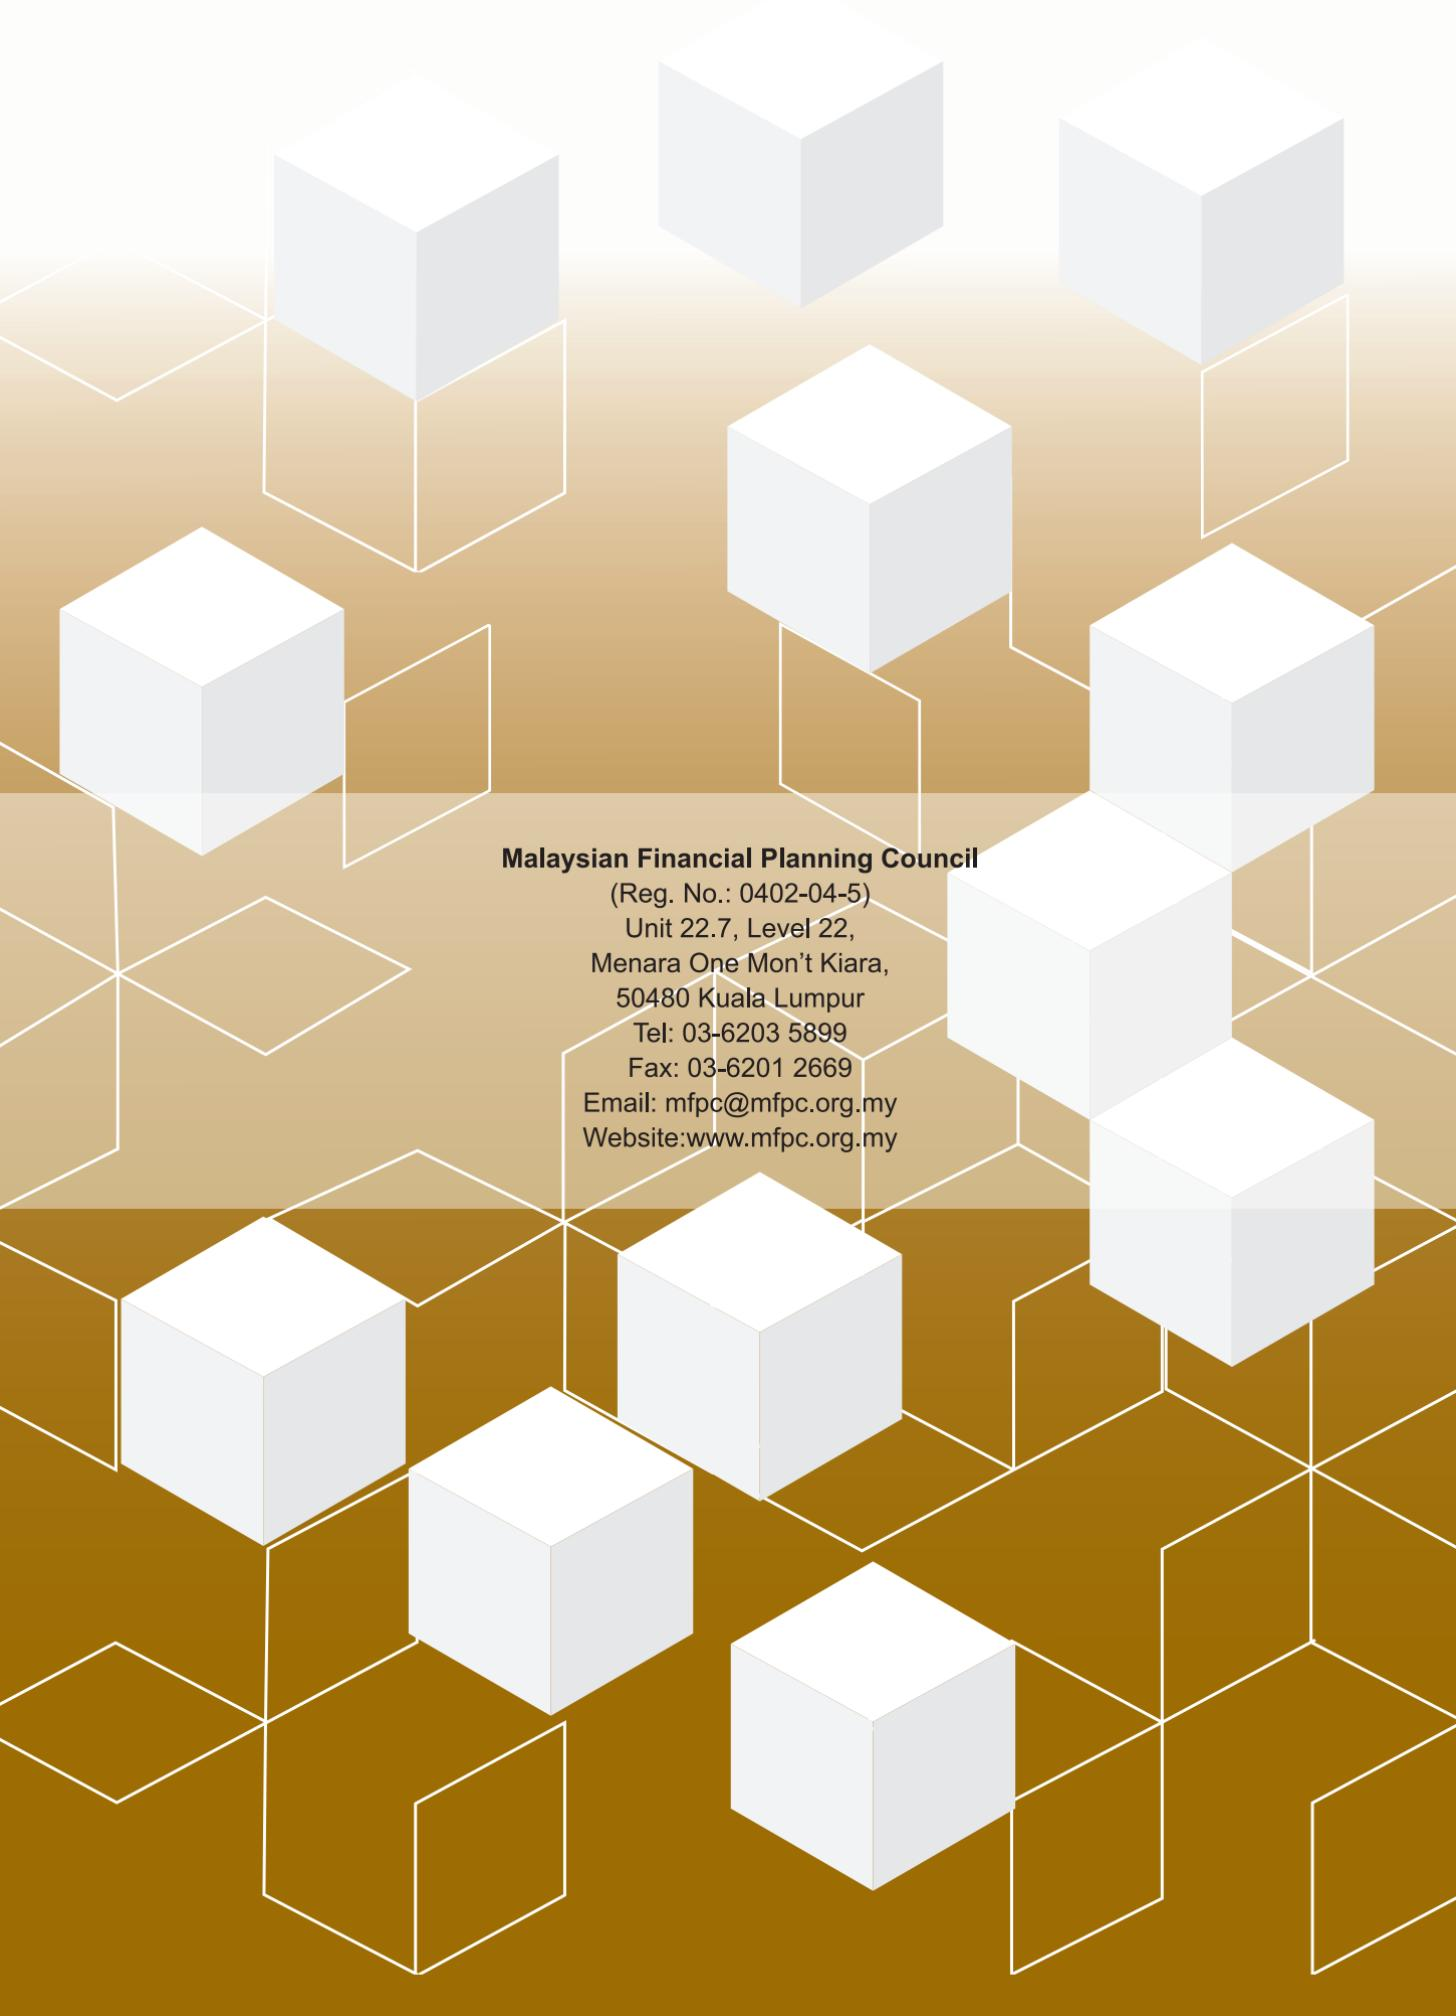 Malaysian Financial Planning Council
(Reg. No.: 0402-04-5)
Unit 22.7, Level 22,
Menara One Mon’t Kiara,
50480 Kuala Lumpur
Tel: 03-6203 5899
Fax: 03-6201 2669
Email: mfpc@mfpc.org.my
Website:www.mfpc.org.my